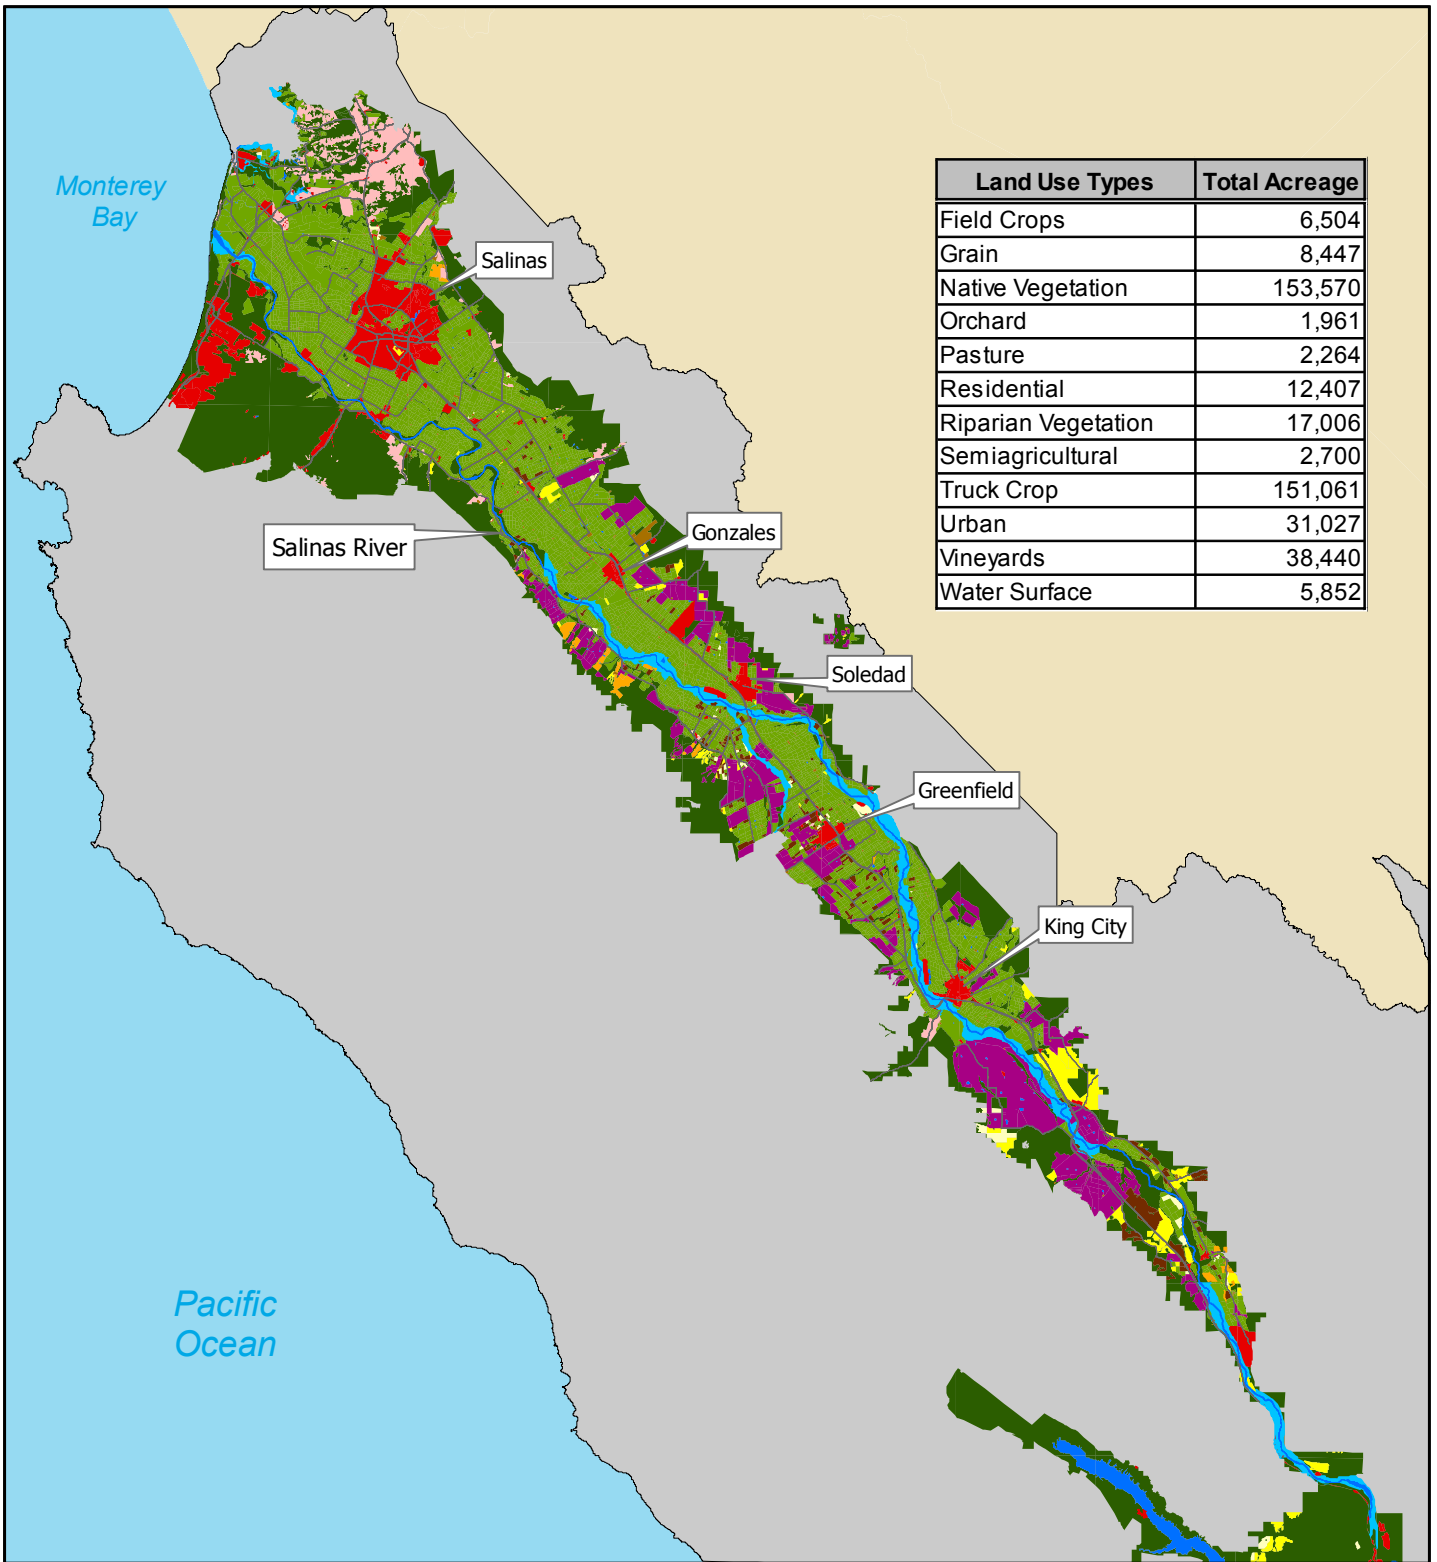 Monterey
Bay
Land Use Types Total Acreage
Field Crops 6,504
Grain 8,447
Native Vegetation 153,570
Orchard 1,961
Pasture 2,264
Residential 12,407
Riparian Vegetation 17,006
Semiagricultural 2,700
Truck Crop 151,061
Urban 31,027
Vineyards 38,440
Water Surface 5,852
Salinas
Salinas River
Gonzales
Soledad
Greenfield
King City
Pacific
Ocean